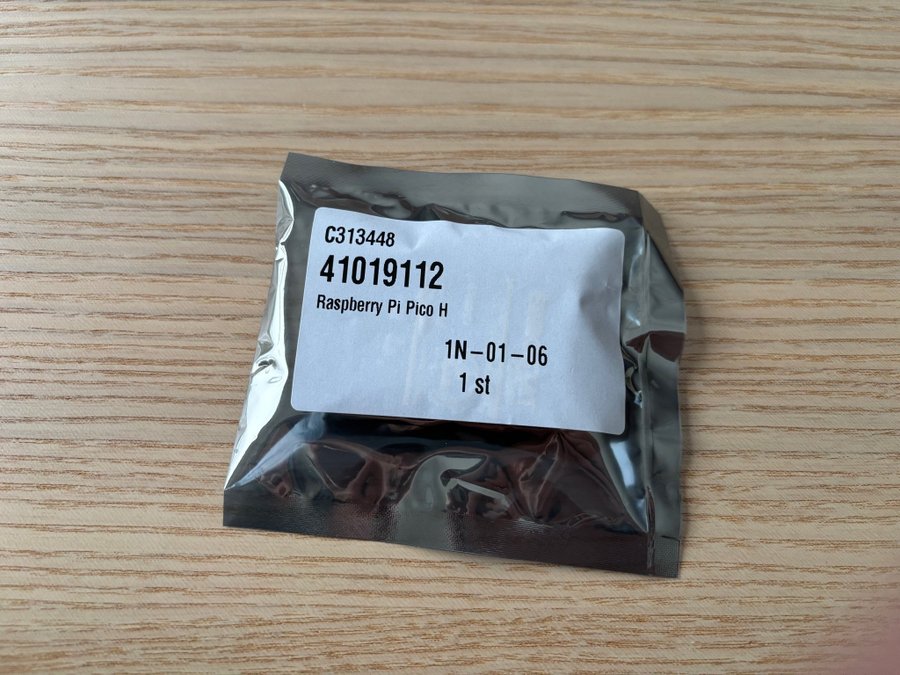 C313448
41019112
Raspberry Pi Pico H
1N-01-06
1 st